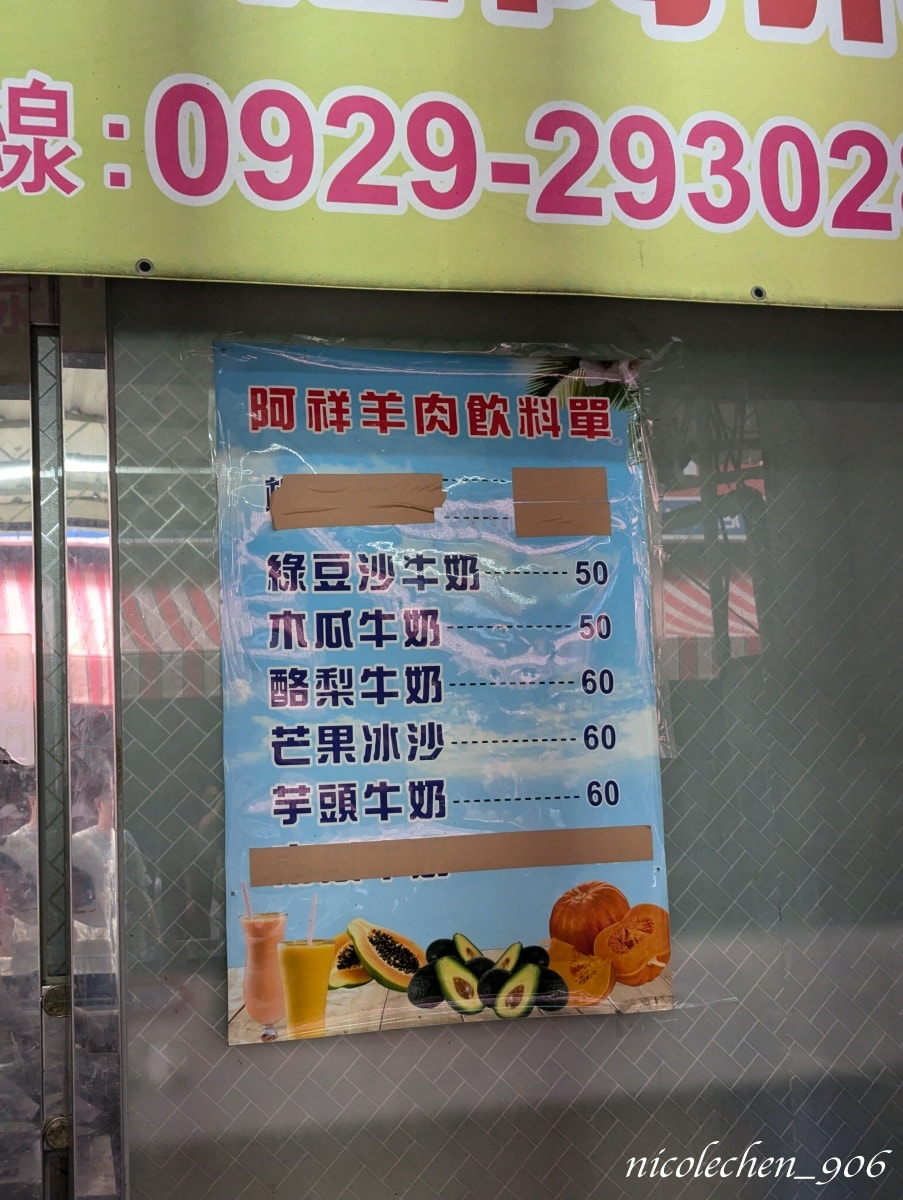 線:0929-29302
阿祥羊肉飲料單
綠豆沙牛奶---------50
木瓜牛奶--------------50
酪梨牛奶--------------60
芒果冰沙--------------60
芋頭牛奶--------------60
nicolechen_906